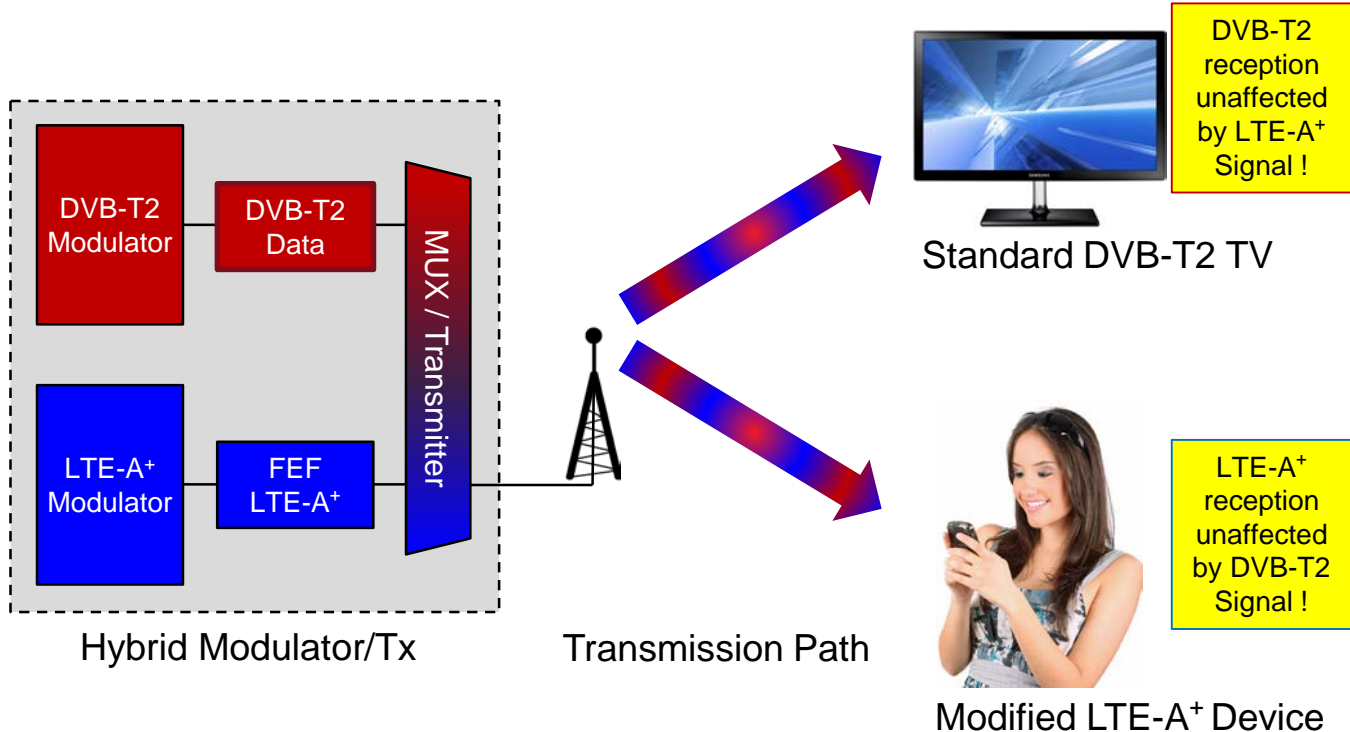 DVB-T2
Modulator
DVB-T2
Data
MUX / Transmitter
LTE-A⁺
Modulator
FEF
LTE-A⁺
Hybrid Modulator/Tx
Transmission Path
SAMSUNG
Standard DVB-T2 TV
DVB-T2
reception
unaffected
by LTE-A⁺
Signal !
LTE-A⁺
reception
unaffected
by DVB-T2
Signal !
Modified LTE-A⁺ Device